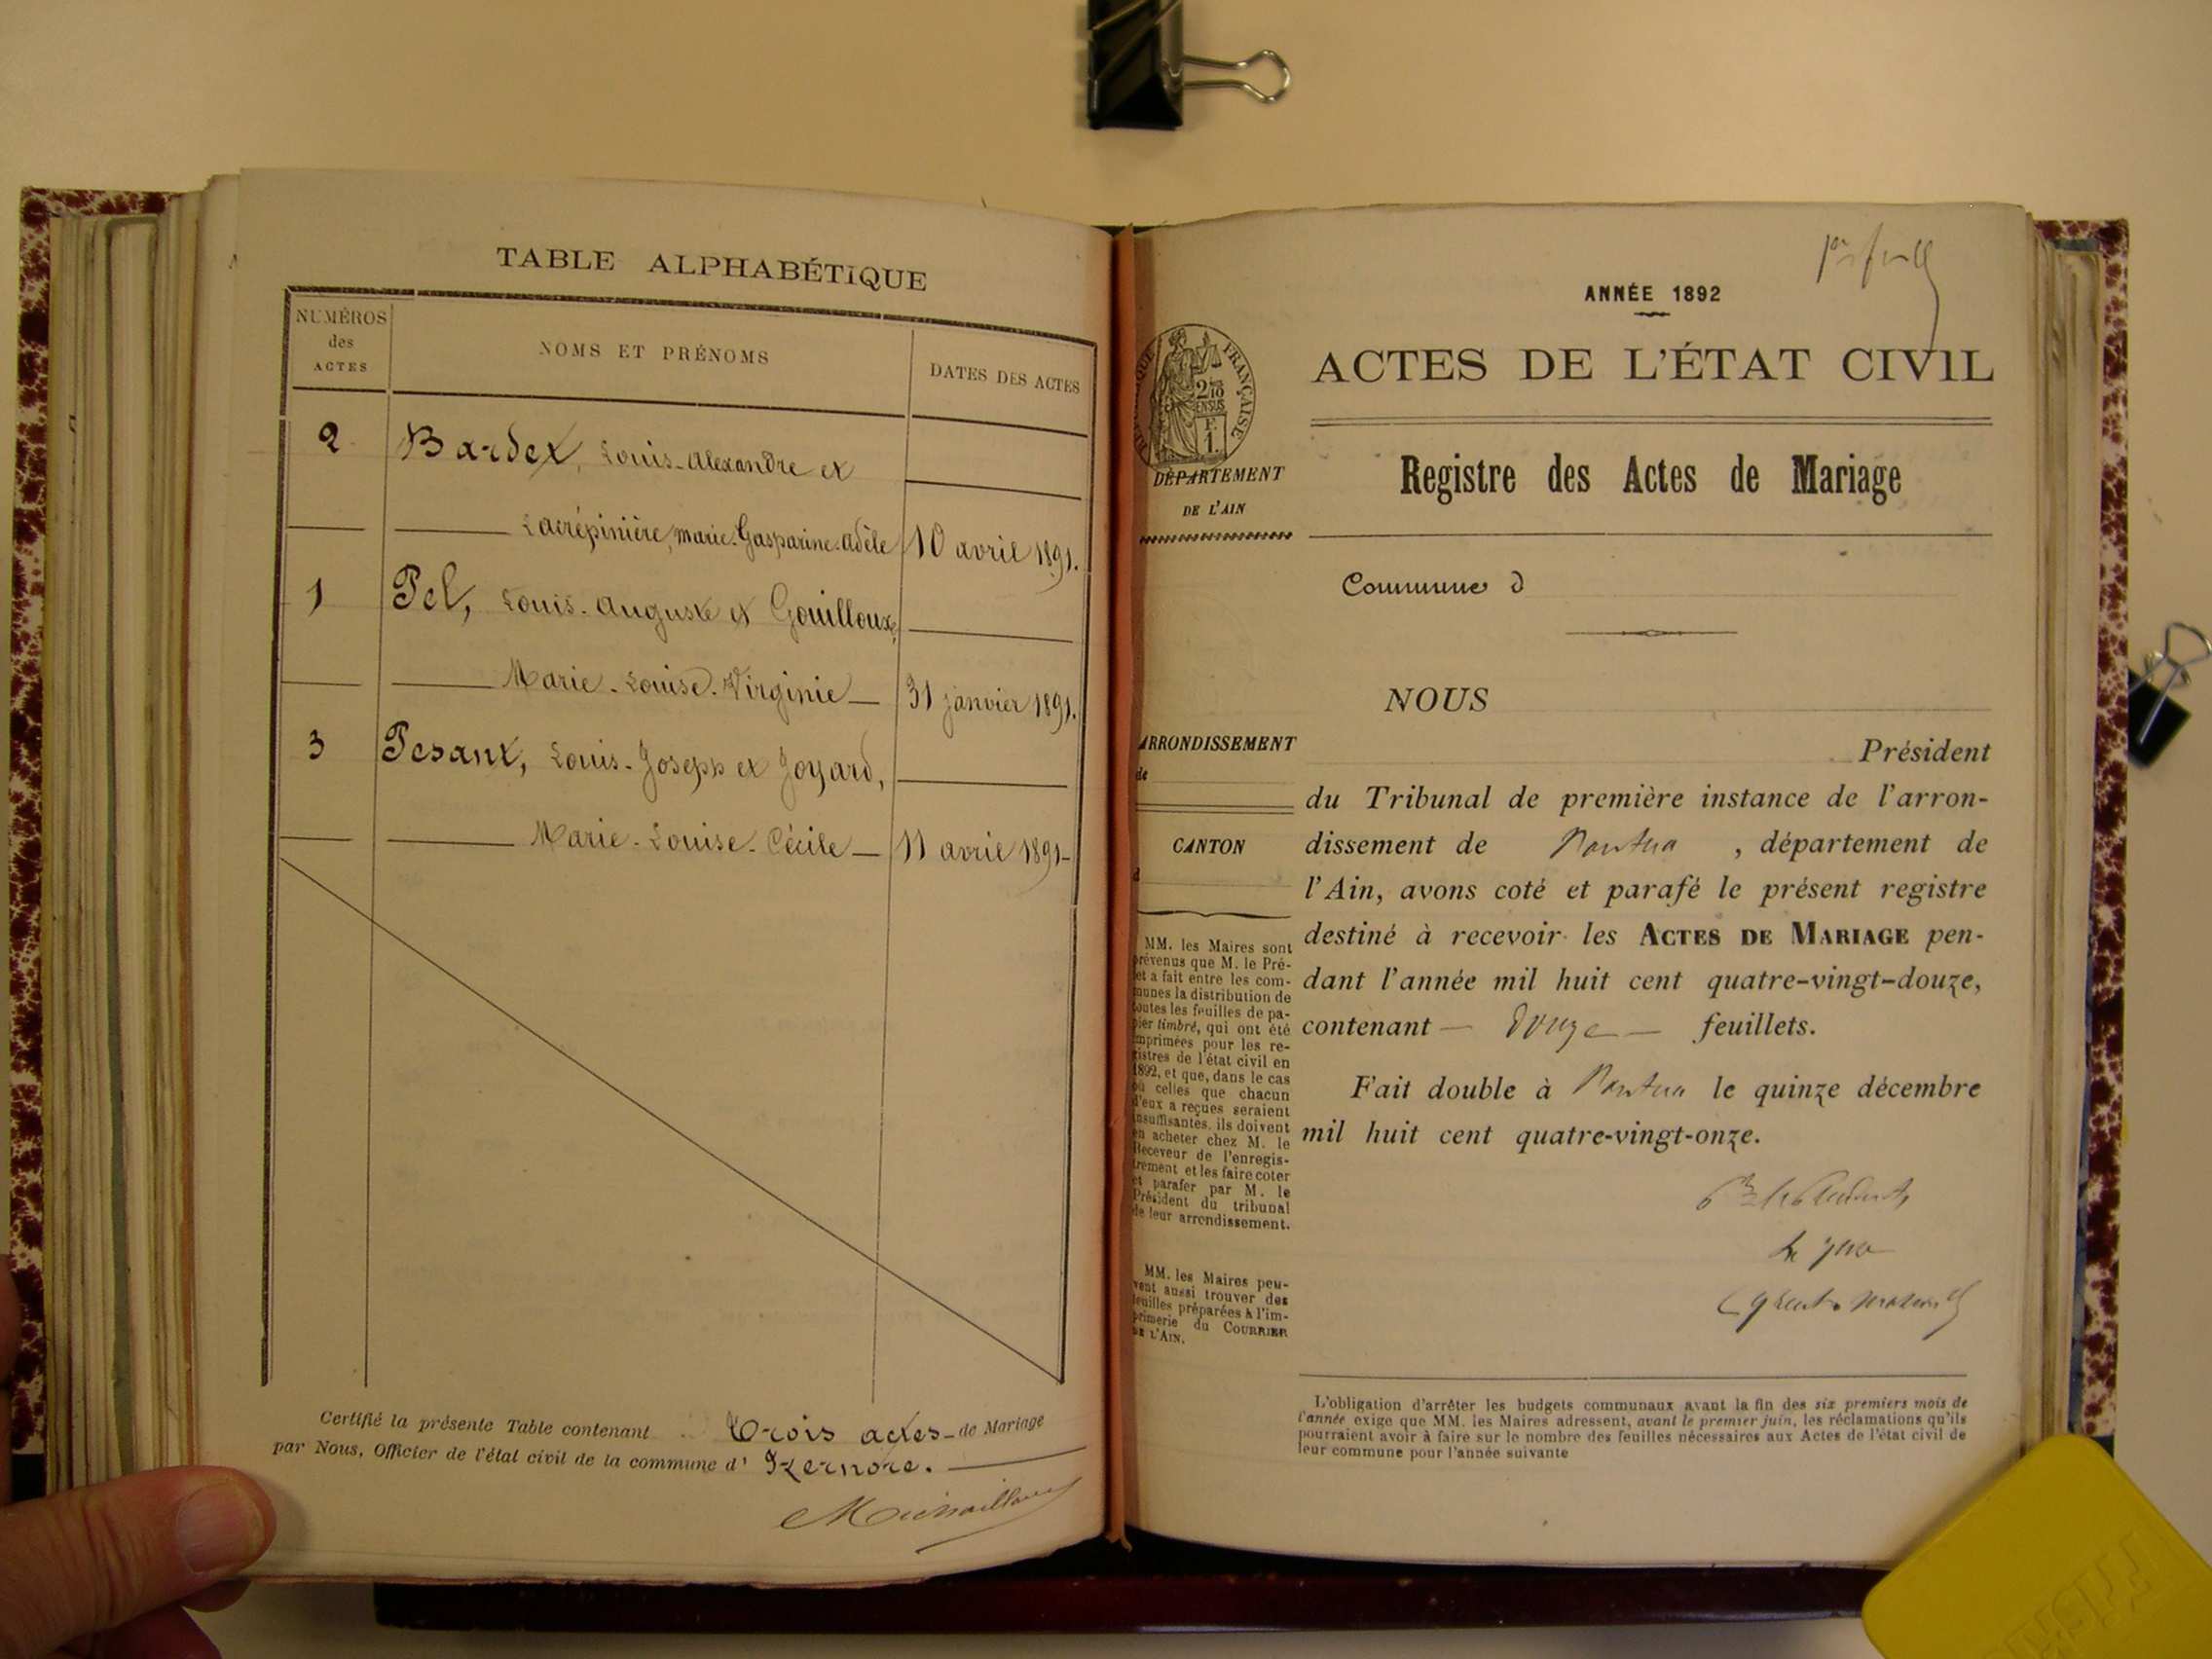 TABLE ALPHABÉTIQUE
NUMÉROS
des
ACTES
NOMS ET PRÉNOMS
DATES DES ACTES
2 Bardet, Louis-Alexandre et
Lacrépinière, Marie-Gasparine-Adèle 10 avril 1891.
1 Pel, Louis-Auguste et Gouilloux,
Marie-Louise-Virginie 31 janvier 1891.
3 Pesant, Louis-Joseph et Joyard,
Marie-Louise-Cécile 11 avril 1891
Certifié la présente Table contenant Trois actes de Mariage
par Nous, Officier de l'état civil de la commune d' Izernore.
1er
ANNÉE 1892
FRANÇAISE
ACTES DE L'ÉTAT CIVIL
DÉPARTEMENT
DE L'AIN
Registre des Actes de Mariage
Commune d
NOUS
Président
du Tribunal de première instance de l'arron-
dissement de Nantua, département de
l'Ain, avons coté et parafé le présent registre
destiné à recevoir les ACTES DE MARIAGE pen-
dant l'année mil huit cent quatre-vingt-douze,
contenant — Douze — feuillets.
Fait double à Nantua le quinze décembre
mil huit cent quatre-vingt-onze.
Le juge
ARRONDISSEMENT
de
CANTON
d
MM. les Maires sont
prévenus que M. le Pré-
fet a fait entre les com-
munes la distribution de
toutes les feuilles de pa-
pier timbré, qui ont été
imprimées pour les re-
gistres de l'état civil en
1892, et que, dans le cas
où celles que chacun
d'eux a reçues seraient
insuffisantes, ils doivent
en acheter chez M. le
Receveur de l'enregis-
trement et les faire coter
et parafer par M. le
Président du tribunal
de leur arrondissement.
MM. les Maires peu-
vent aussi trouver des
feuilles préparées à l'im-
primerie du COURRIER
DE L'AIN.
L'obligation d'arrêter les budgets communaux avant la fin des six premiers mois de
l'année exige que MM. les Maires adressent, avant le premier juin, les réclamations qu'ils
pourraient avoir à faire sur le nombre des feuilles nécessaires aux Actes de l'état civil de
leur commune pour l'année suivante